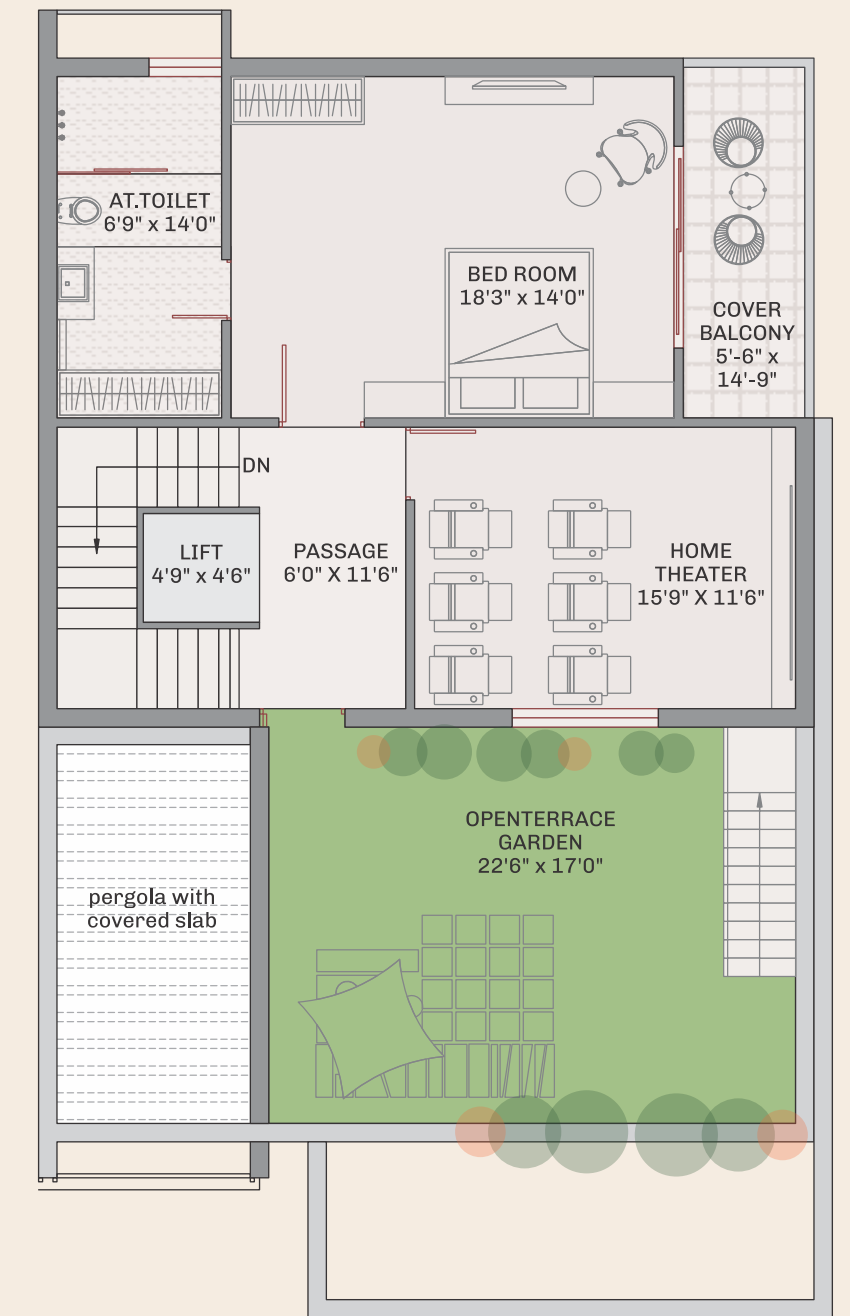 AT.TOILET
6'9" x 14'0"
BED ROOM
18'3" x 14'0"
COVER
BALCONY
5'-6" x
14'-9"
DN
LIFT
4'9" x 4'6"
PASSAGE
6'0" X 11'6"
HOME
THEATER
15'9" X 11'6"
OPENTERRACE
GARDEN
22'6" x 17'0"
pergola with
covered slab